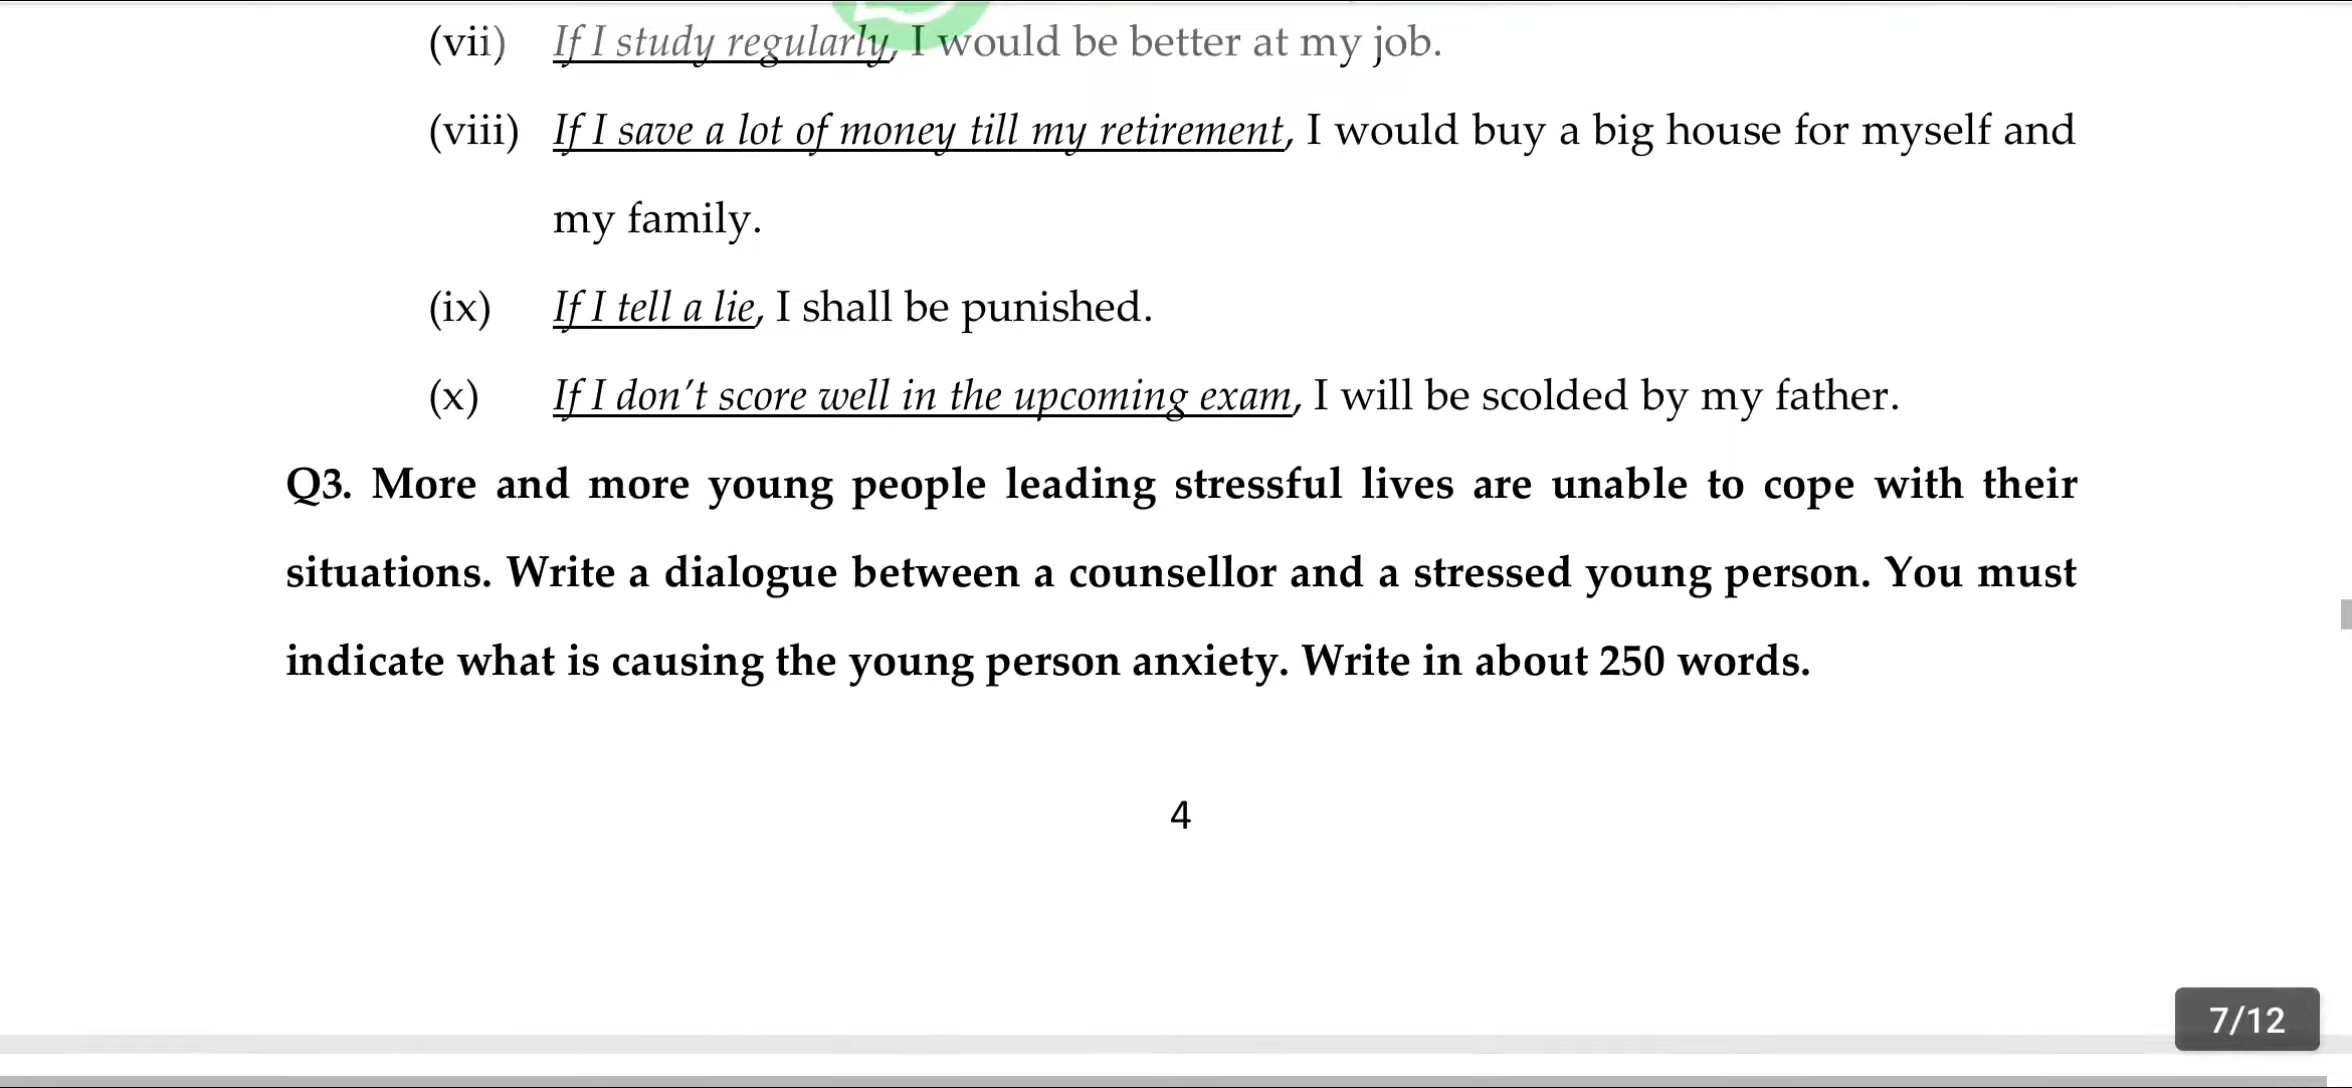 (vii) If I study regularly, I would be better at my job.
(viii) If I save a lot of money till my retirement, I would buy a big house for myself and
my family.
(ix) If I tell a lie, I shall be punished.
(x) If I don’t score well in the upcoming exam, I will be scolded by my father.
Q3. More and more young people leading stressful lives are unable to cope with their
situations. Write a dialogue between a counsellor and a stressed young person. You must
indicate what is causing the young person anxiety. Write in about 250 words.
4
7/12